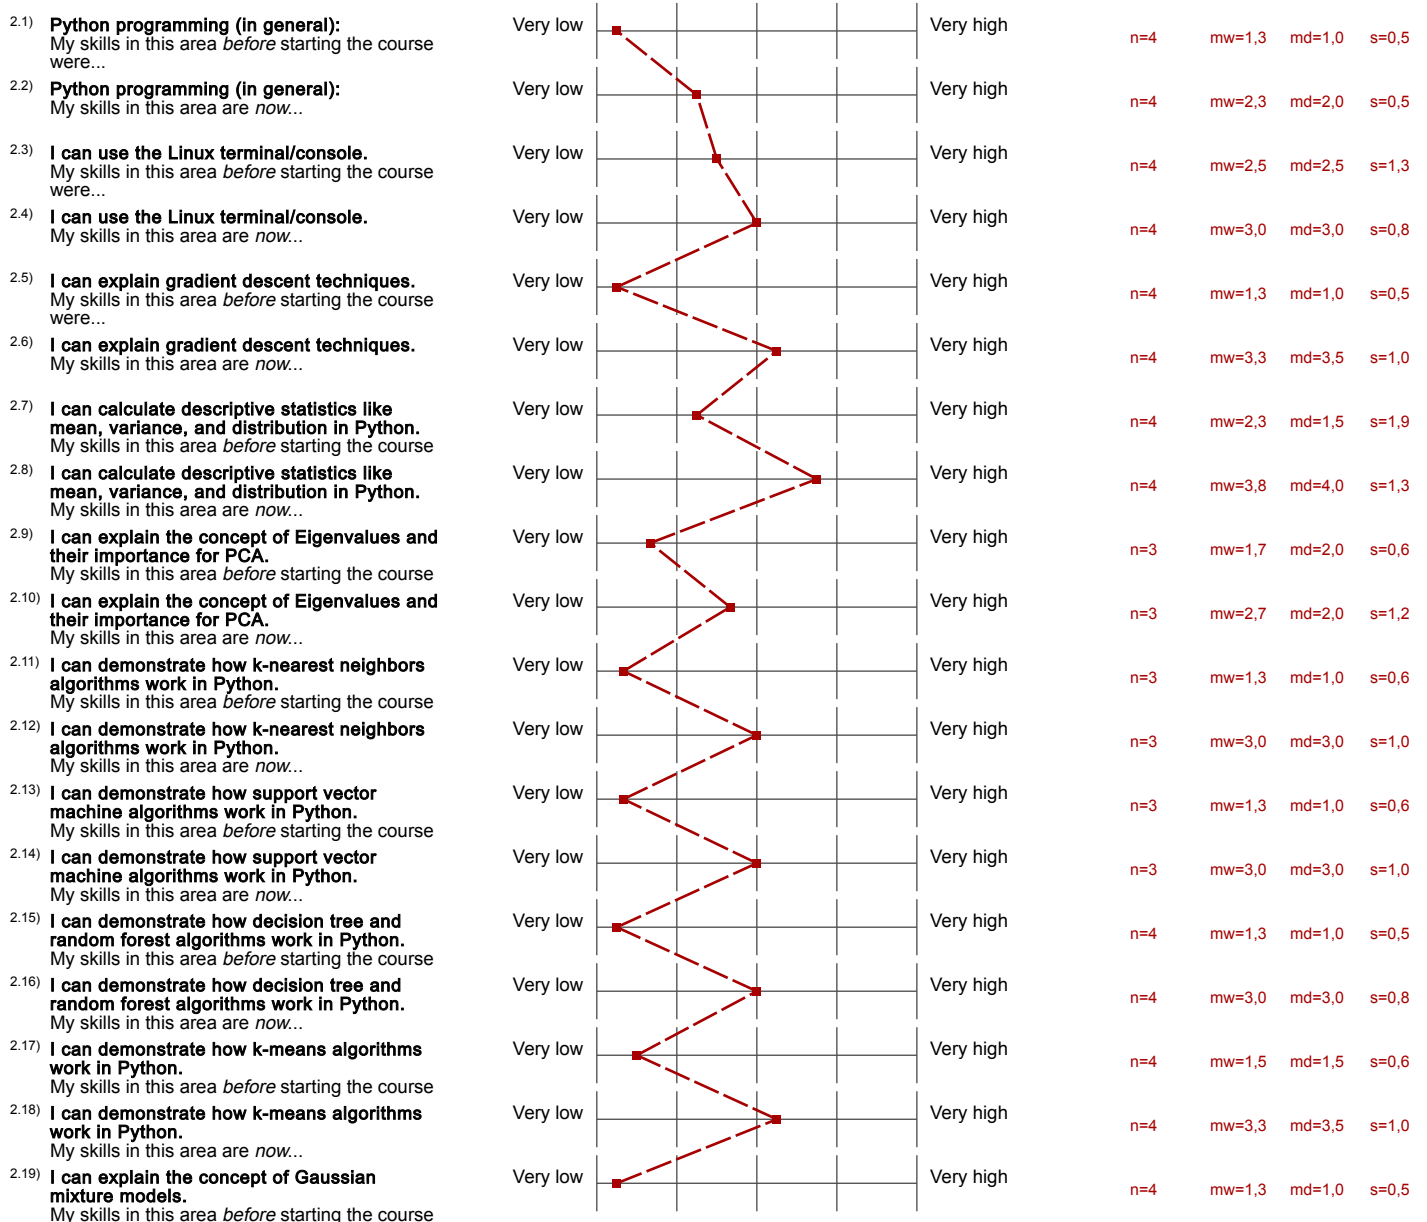 2.1) Python programming (in general): Very low Very high
My skills in this area before starting the course n=4 mw=1,3 md=1,0 s=0,5
were...
2.2) Python programming (in general): Very low Very high
My skills in this area are now... n=4 mw=2,3 md=2,0 s=0,5
2.3) I can use the Linux terminal/console. Very low Very high
My skills in this area before starting the course n=4 mw=2,5 md=2,5 s=1,3
were...
2.4) I can use the Linux terminal/console. Very low Very high
My skills in this area are now... n=4 mw=3,0 md=3,0 s=0,8
2.5) I can explain gradient descent techniques. Very low Very high
My skills in this area before starting the course n=4 mw=1,3 md=1,0 s=0,5
were...
2.6) I can explain gradient descent techniques. Very low Very high
My skills in this area are now... n=4 mw=3,3 md=3,5 s=1,0
2.7) I can calculate descriptive statistics like Very low Very high
mean, variance, and distribution in Python. n=4 mw=2,3 md=1,5 s=1,9
My skills in this area before starting the course
2.8) I can calculate descriptive statistics like Very low Very high
mean, variance, and distribution in Python. n=4 mw=3,8 md=4,0 s=1,3
My skills in this area are now...
2.9) I can explain the concept of Eigenvalues and Very low Very high
their importance for PCA. n=3 mw=1,7 md=2,0 s=0,6
My skills in this area before starting the course
2.10) I can explain the concept of Eigenvalues and Very low Very high
their importance for PCA. n=3 mw=2,7 md=2,0 s=1,2
My skills in this area are now...
2.11) I can demonstrate how k-nearest neighbors Very low Very high
algorithms work in Python. n=3 mw=1,3 md=1,0 s=0,6
My skills in this area before starting the course
2.12) I can demonstrate how k-nearest neighbors Very low Very high
algorithms work in Python. n=3 mw=3,0 md=3,0 s=1,0
My skills in this area are now...
2.13) I can demonstrate how support vector Very low Very high
machine algorithms work in Python. n=3 mw=1,3 md=1,0 s=0,6
My skills in this area before starting the course
2.14) I can demonstrate how support vector Very low Very high
machine algorithms work in Python. n=3 mw=3,0 md=3,0 s=1,0
My skills in this area are now...
2.15) I can demonstrate how decision tree and Very low Very high
random forest algorithms work in Python. n=4 mw=1,3 md=1,0 s=0,5
My skills in this area before starting the course
2.16) I can demonstrate how decision tree and Very low Very high
random forest algorithms work in Python. n=4 mw=3,0 md=3,0 s=0,8
My skills in this area are now...
2.17) I can demonstrate how k-means algorithms Very low Very high
work in Python. n=4 mw=1,5 md=1,5 s=0,6
My skills in this area before starting the course
2.18) I can demonstrate how k-means algorithms Very low Very high
work in Python. n=4 mw=3,3 md=3,5 s=1,0
My skills in this area are now...
2.19) I can explain the concept of Gaussian Very low Very high
mixture models. n=4 mw=1,3 md=1,0 s=0,5
My skills in this area before starting the course